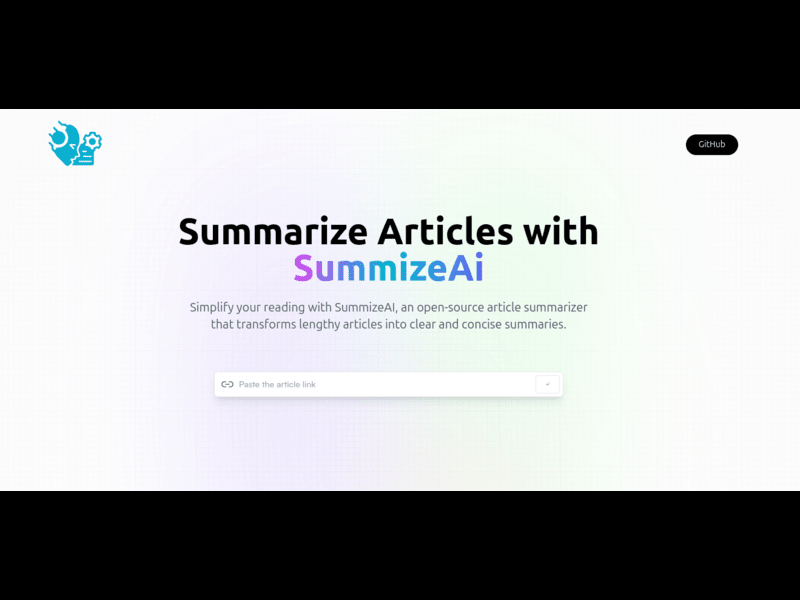 GitHub
Summarize Articles with
SummizeAi
Simplify your reading with SummizeAI, an open-source article summarizer
that transforms lengthy articles into clear and concise summaries.
Paste the article link